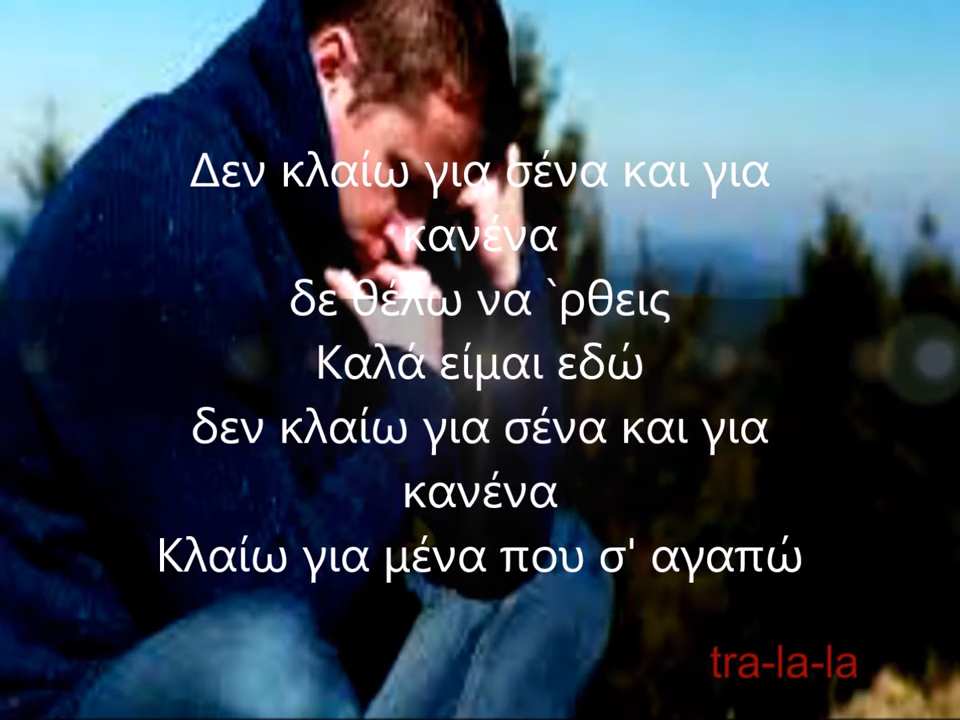 Δεν κλαίω για σένα και για
κανένα
δε θέλω να `ρθεις
Καλά είμαι εδώ
δεν κλαίω για σένα και για
κανένα
Κλαίω για μένα που σ' αγαπώ
tra-la-la